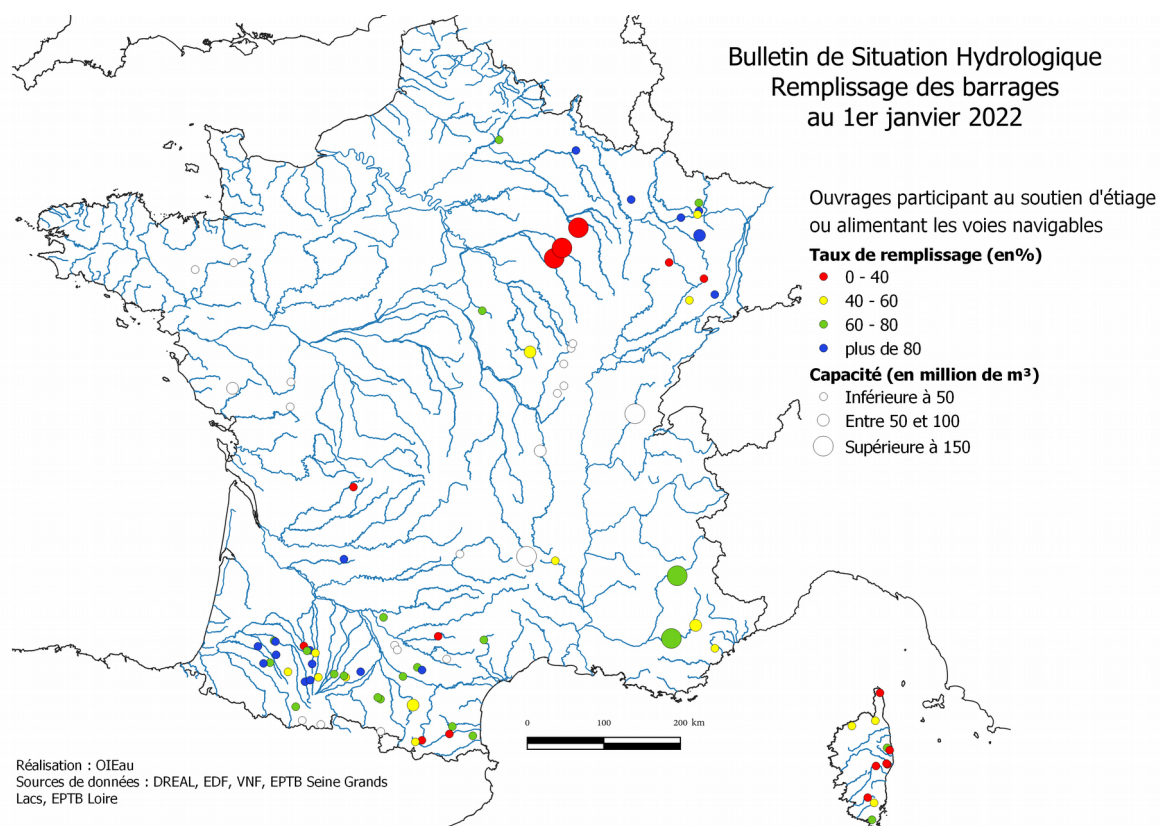 Bulletin de Situation Hydrologique
Remplissage des barrages
au 1er janvier 2022
Ouvrages participant au soutien d'étiage
ou alimentant les voies navigables
Taux de remplissage (en%)
0 - 40
40 - 60
60 - 80
plus de 80
Capacité (en million de m³)
Inférieure à 50
Entre 50 et 100
Supérieure à 150
0 100 200 km
Réalisation : OIEau
Sources de données : DREAL, EDF, VNF, EPTB Seine Grands
Lacs, EPTB Loire